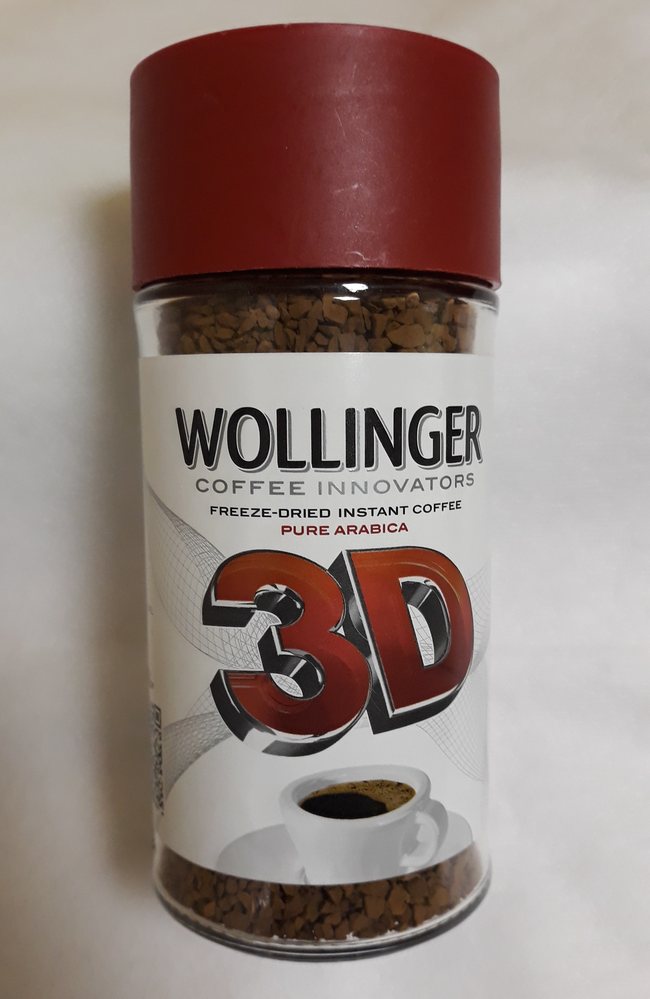 WOLLINGER
COFFEE INNOVATORS
FREEZE-DRIED INSTANT COFFEE
PURE ARABICA
3D